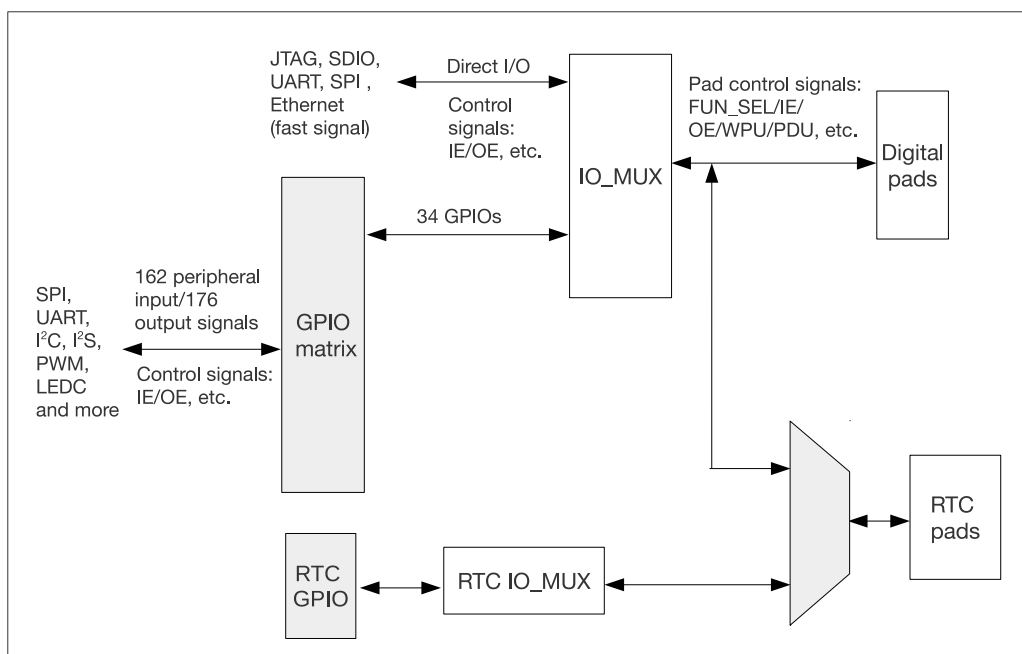 JTAG, SDIO,
UART, SPI ,
Ethernet
(fast signal)
Direct I/O
Control
signals:
IE/OE, etc.
IO_MUX
Pad control signals:
FUN_SEL/IE/
OE/WPU/PDU, etc.
Digital
pads
34 GPIOs
SPI,
UART,
I²C, I²S,
PWM,
LEDC
and more
162 peripheral
input/176
output signals
Control signals:
IE/OE, etc.
GPIO
matrix
RTC
GPIO
RTC IO_MUX
RTC
pads